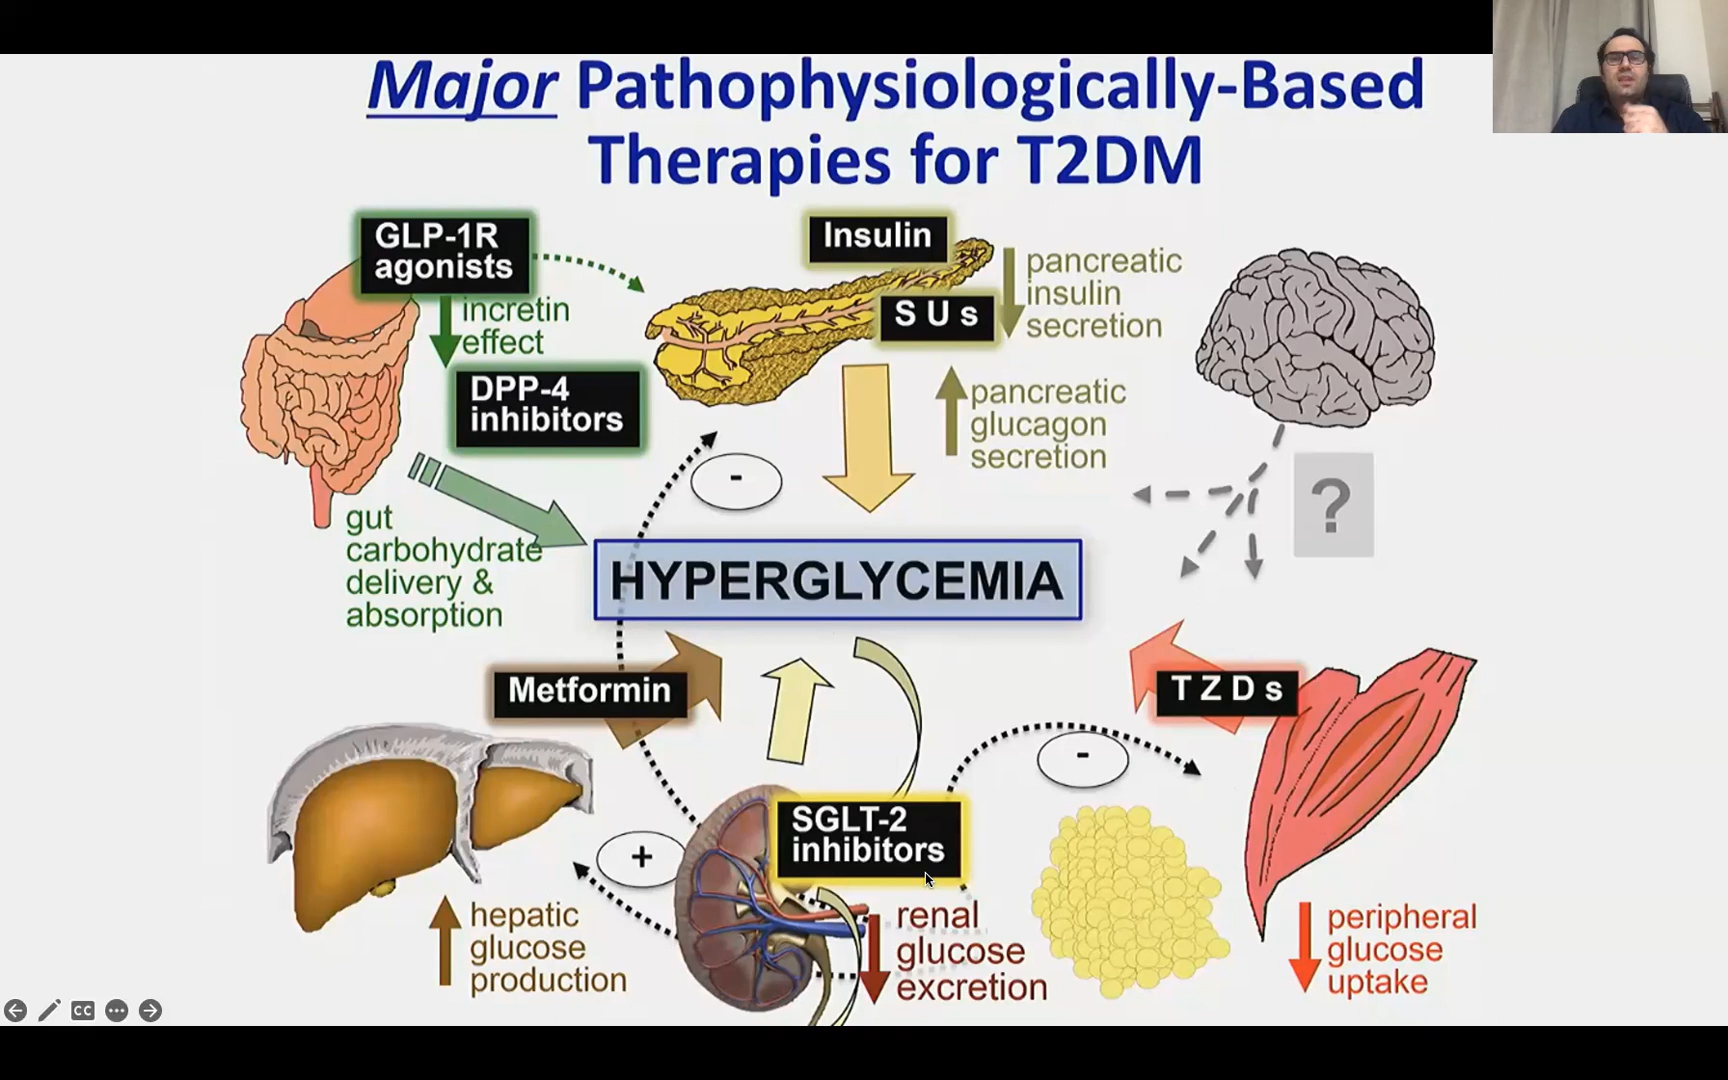 Major Pathophysiologically-Based
Therapies for T2DM
GLP-1R
agonists
incretin
effect
DPP-4
inhibitors
gut
carbohydrate
delivery &
absorption
Insulin
S U s
pancreatic
insulin
secretion
pancreatic
glucagon
secretion
-
?
HYPERGLYCEMIA
Metformin
T Z D s
-
SGLT-2
inhibitors
+
hepatic
glucose
production
renal
glucose
excretion
peripheral
glucose
uptake
CC